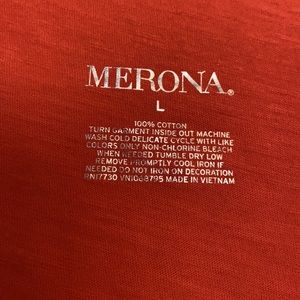 MERONA®
L
100% COTTON
TURN GARMENT INSIDE OUT MACHINE
WASH COLD DELICATE CYCLE WITH LIKE
COLORS ONLY NON-CHLORINE BLEACH
WHEN NEEDED TUMBLE DRY LOW
REMOVE PROMPTLY COOL IRON IF
NEEDED DO NOT IRON ON DECORATION
RN17730 MADE IN VIETNAM